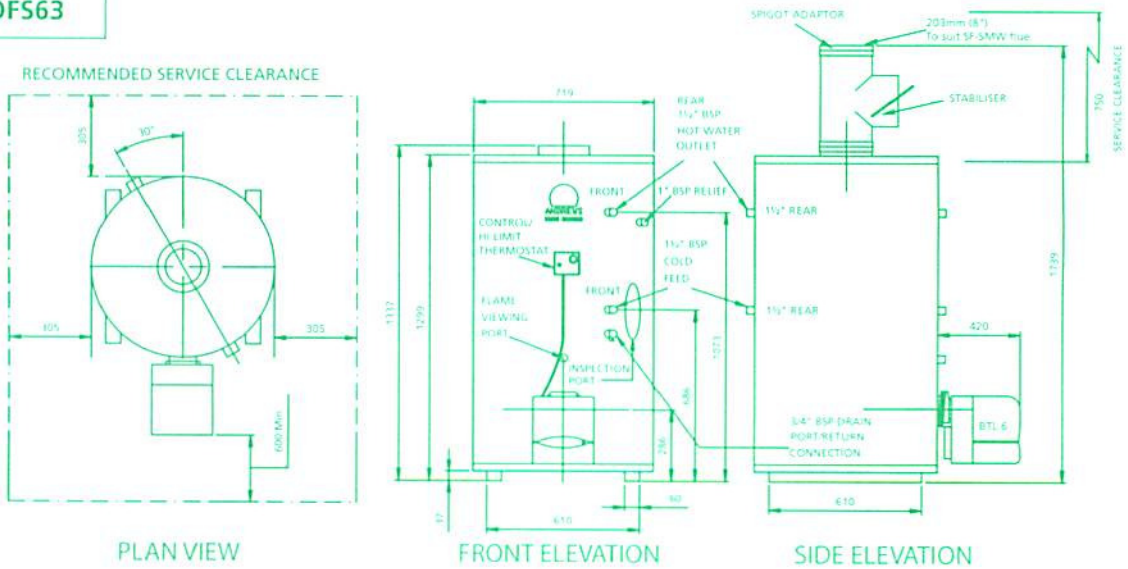 OFS63
RECOMMENDED SERVICE CLEARANCE
305
30°
305
305
600 Min
PLAN VIEW
719
REAR
1½" BSP
HOT WATER
OUTLET
FRONT
1" BSP RELIEF
ANDREWS
CONTROL/
HI-LIMIT
THERMOSTAT
1½" BSP
COLD
FEED
FRONT
FLAME
VIEWING
PORT
INSPECTION
PORT
1337
1299
1073
686
286
3/4" BSP DRAIN
PORT/RETURN
CONNECTION
37
60
610
FRONT ELEVATION
SPIGOT ADAPTOR
203mm (8")
To suit SF-SMW flue
STABILISER
750
SERVICE CLEARANCE
1½" REAR
1½" REAR
1739
420
BTL 6
610
SIDE ELEVATION